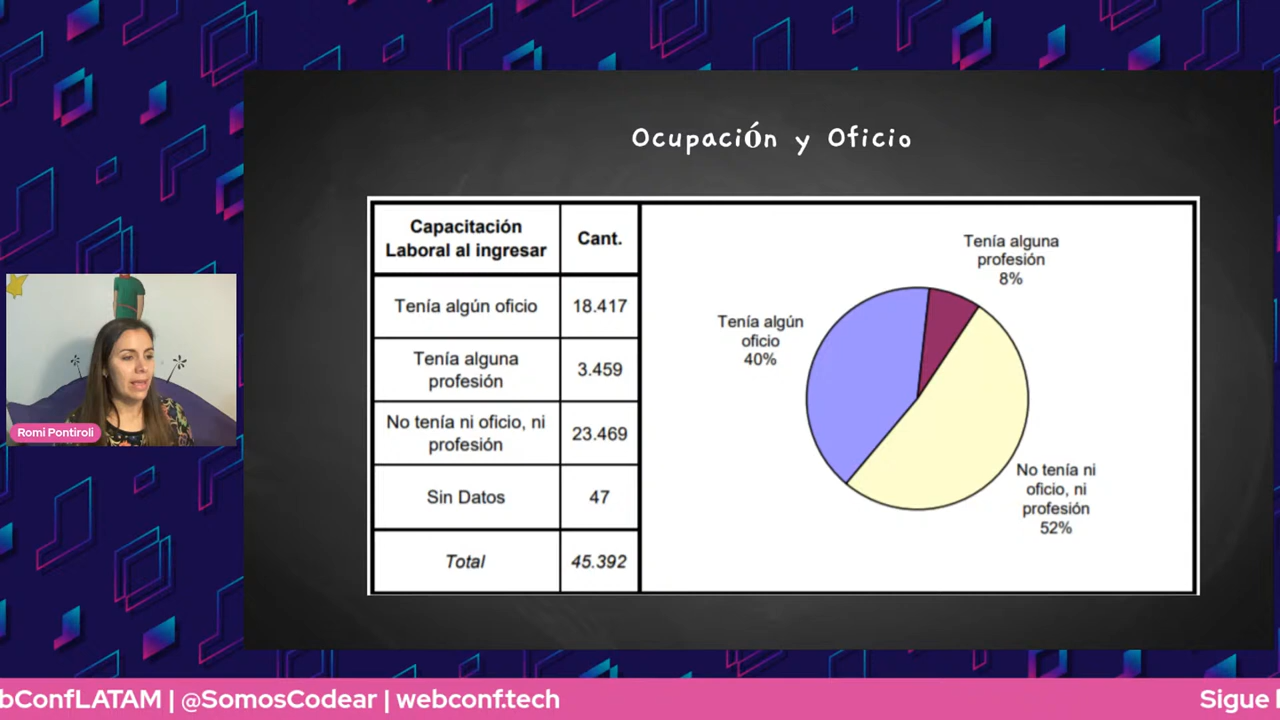 Ocupación y Oficio
Capacitación
Laboral al ingresar
Cant.
Tenía algún oficio
18.417
Tenía alguna
profesión
3.459
No tenía ni oficio, ni
profesión
23.469
Sin Datos
47
Total
45.392
Tenía alguna
profesión
8%
Tenía algún
oficio
40%
No tenía ni
oficio, ni
profesión
52%
Romi Pontiroli
bConfLATAM | @SomosCodear | webconf.tech
Sigue